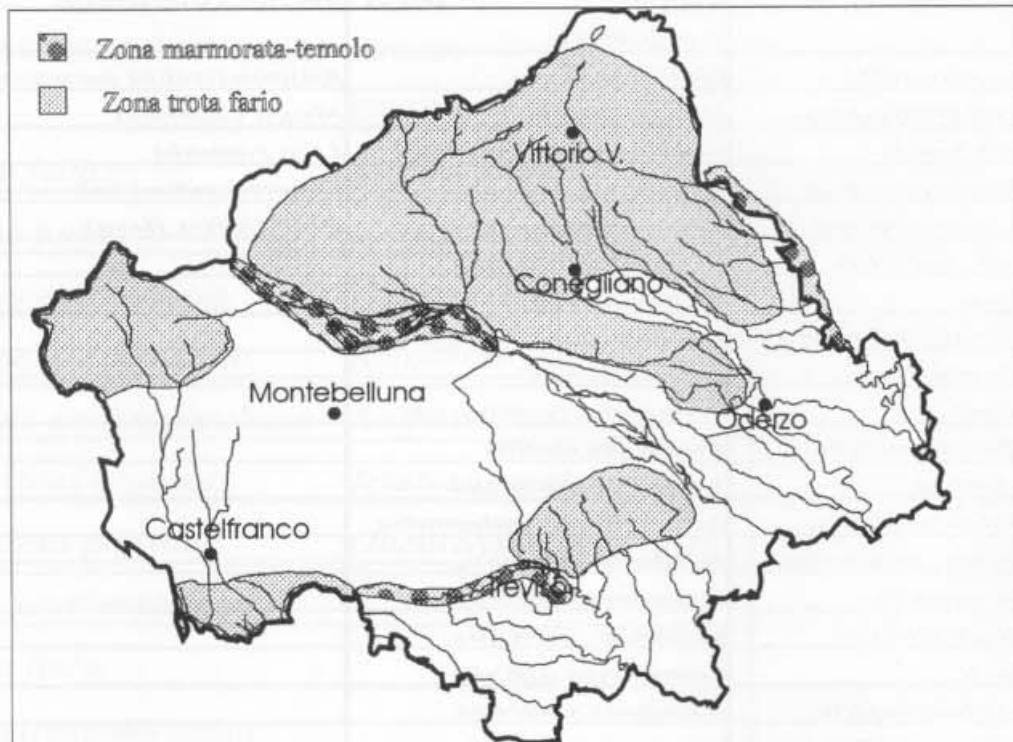 Zona marmorata-temolo
Zona trota fario
Vittorio V.
Conegliano
Montebelluna
Oderzo
Castelfranco
Treviso